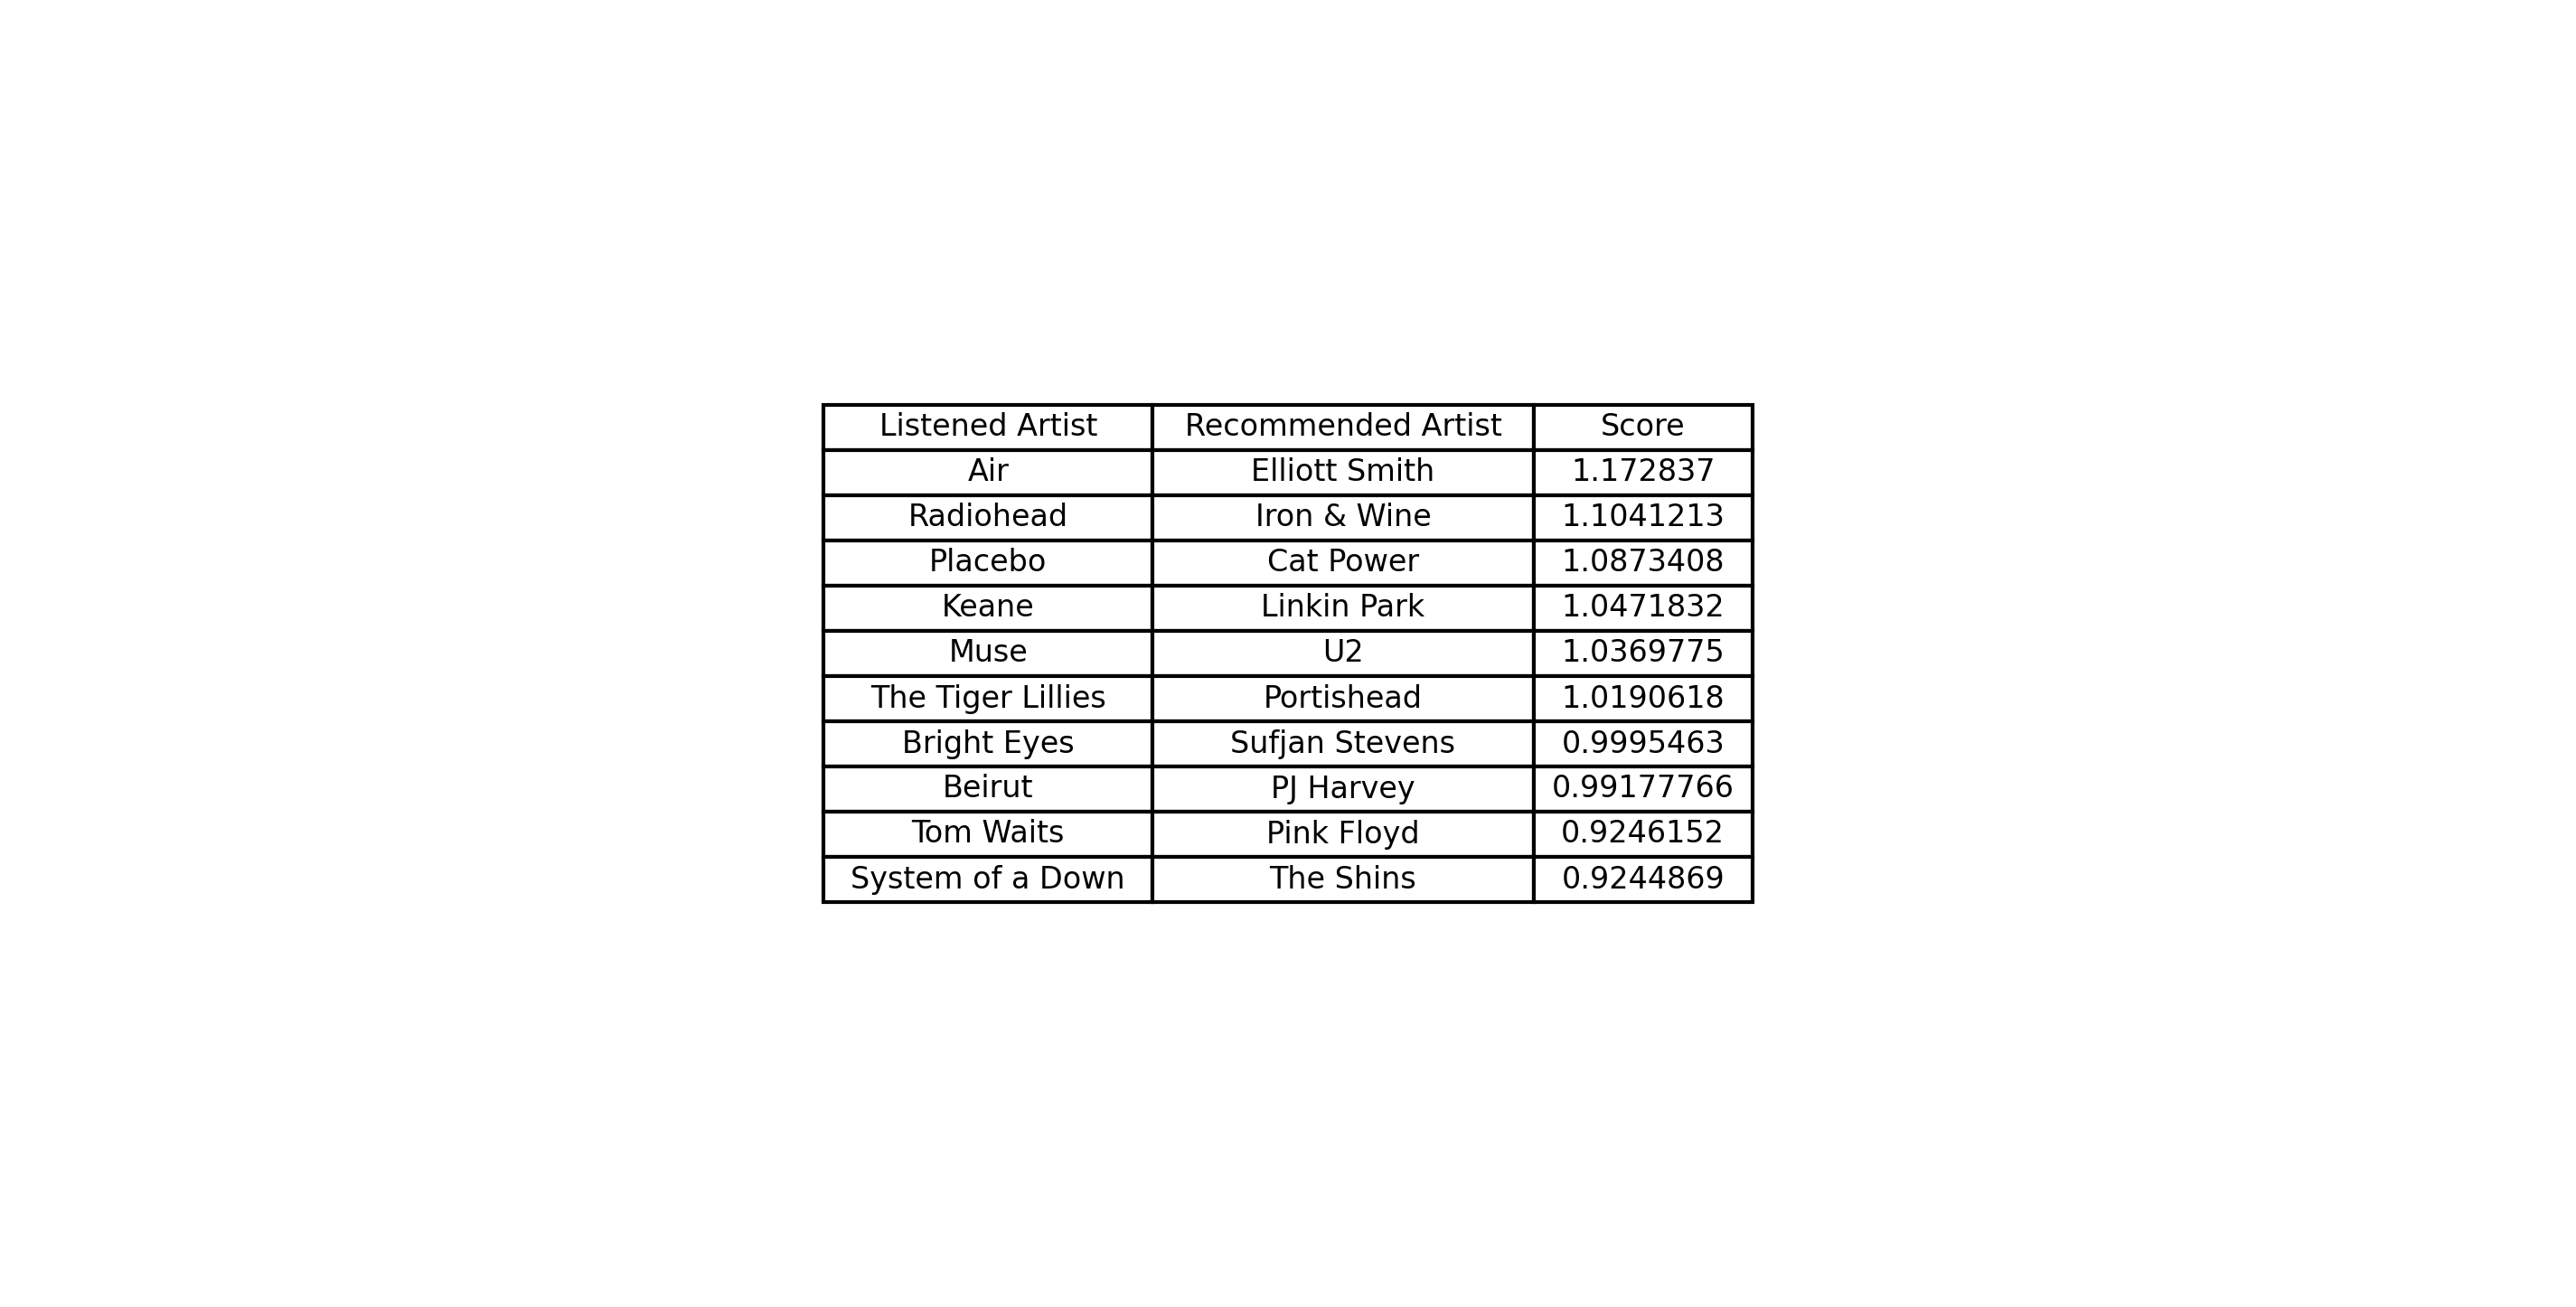 Listened Artist Recommended Artist Score
Air Elliott Smith 1.172837
Radiohead Iron & Wine 1.1041213
Placebo Cat Power 1.0873408
Keane Linkin Park 1.0471832
Muse U2 1.0369775
The Tiger Lillies Portishead 1.0190618
Bright Eyes Sufjan Stevens 0.9995463
Beirut PJ Harvey 0.99177766
Tom Waits Pink Floyd 0.9246152
System of a Down The Shins 0.9244869